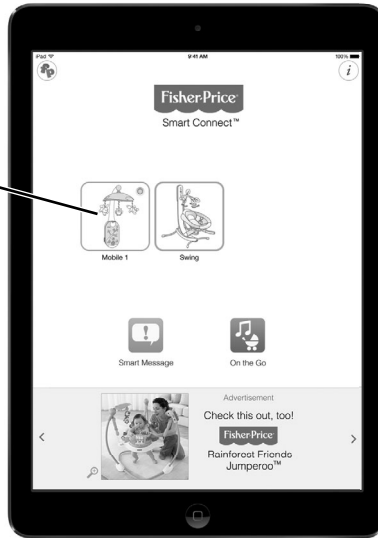 iPad 9:41 AM 100%
fp i
Fisher-Price
Smart Connect™
Mobile 1 Swing
Smart Message On the Go
Advertisement
Check this out, too!
Fisher-Price
Rainforest Friends
Jumperoo™